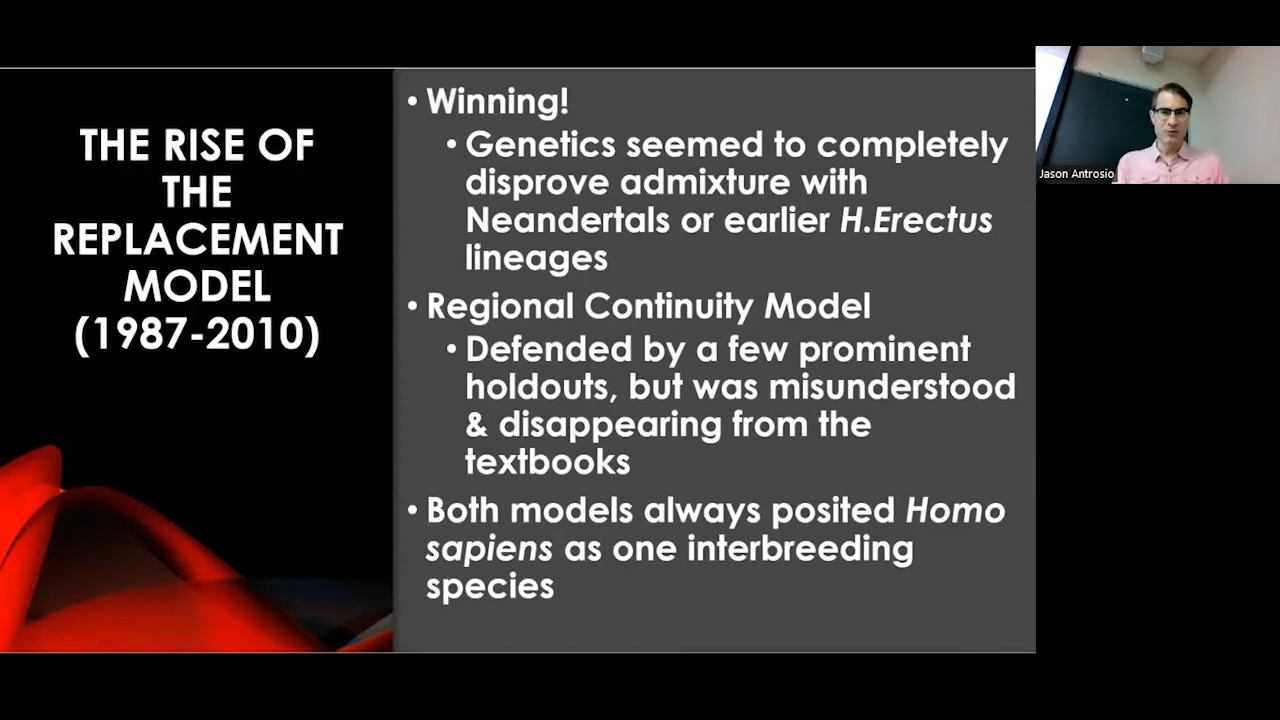 THE RISE OF
THE
REPLACEMENT
MODEL
(1987-2010)
• Winning!
• Genetics seemed to completely
disprove admixture with
Neandertals or earlier H.Erectus
lineages
• Regional Continuity Model
• Defended by a few prominent
holdouts, but was misunderstood
& disappearing from the
textbooks
• Both models always posited Homo
sapiens as one interbreeding
species
Jason Antrosio